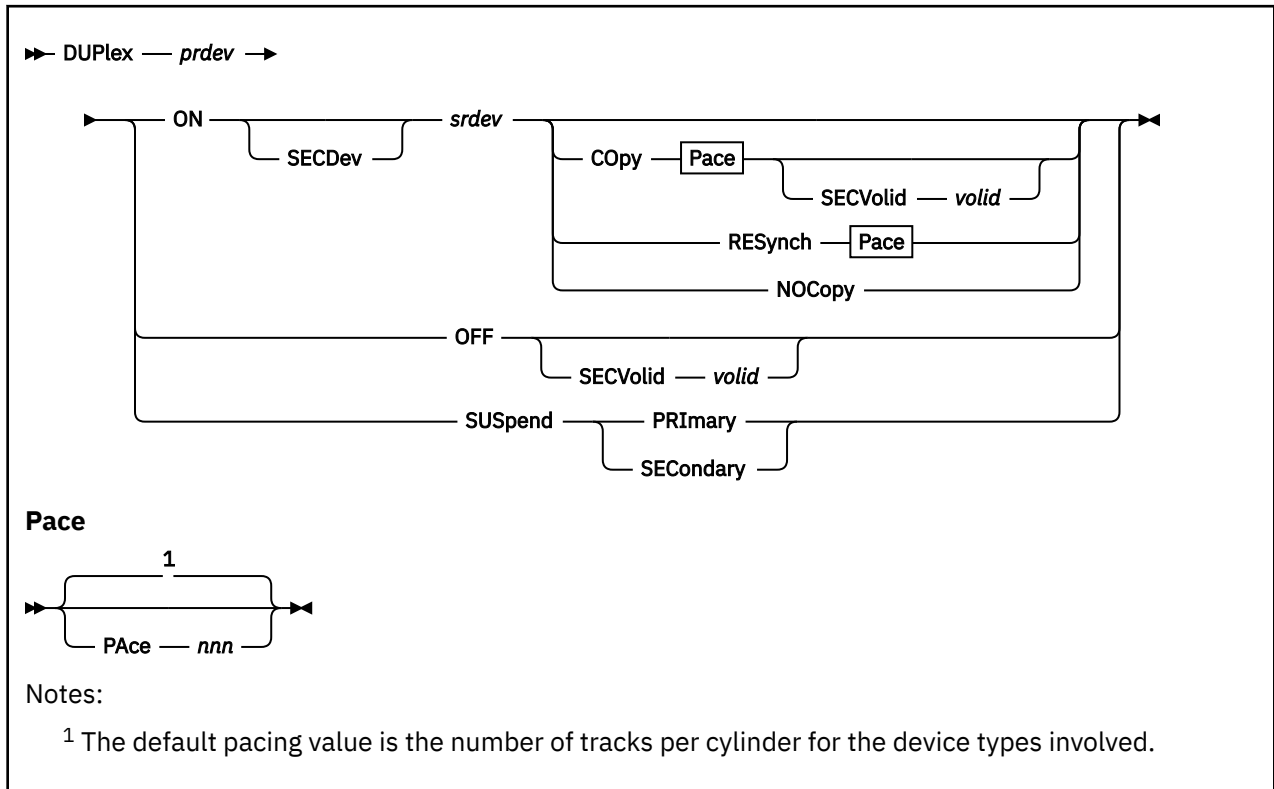 DUPlex prdev
ON SECDev srdev
COpy Pace SECVolid volid
RESynch Pace
NOCopy
OFF SECVolid volid
SUSpend PRImary
SECondary
Pace
1
PAce nnn
Notes:
1 The default pacing value is the number of tracks per cylinder for the device types involved.